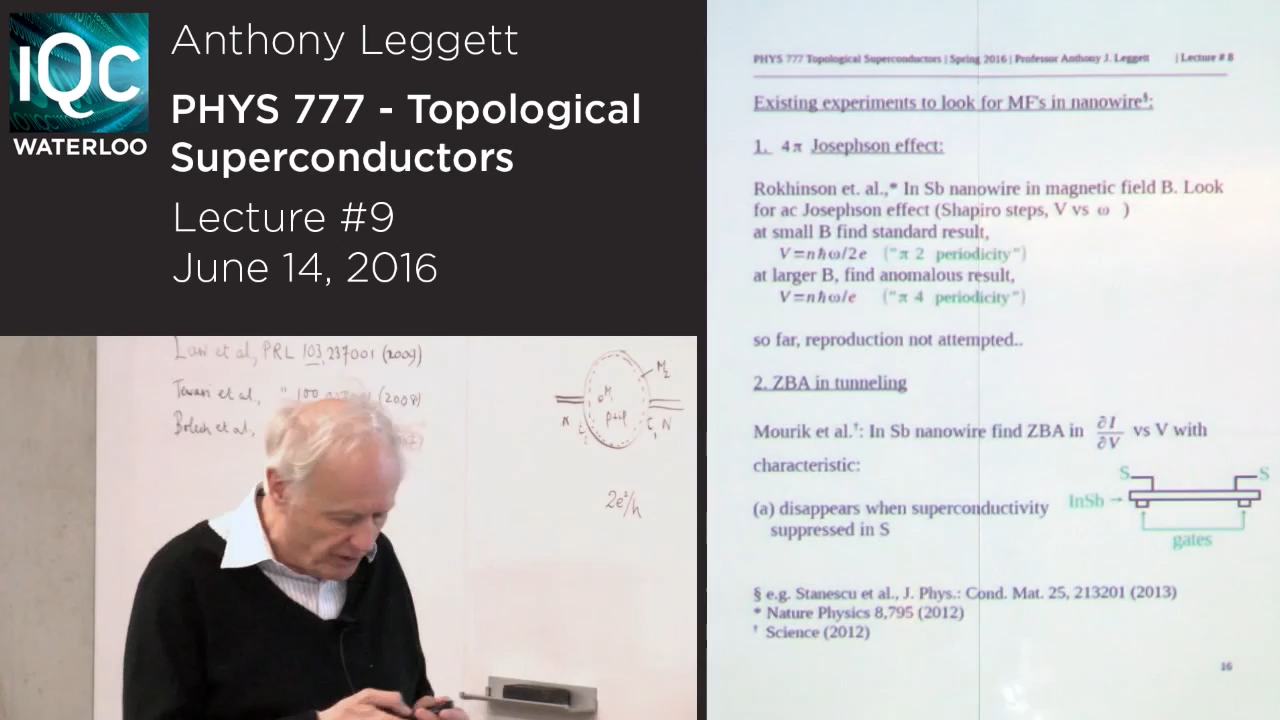 IQC
WATERLOO
Anthony Leggett
PHYS 777 - Topological
Superconductors
Lecture #9
June 14, 2016
Law et al, PRL 103, 237001 (2009)
Tewari et al, " 100 (2008)
Bolech et al,
M₂
M
p+ip
N
2e²/h
PHYS 777 Topological Superconductors | Spring 2016 | Professor Anthony J. Leggett | Lecture # 8
Existing experiments to look for MF's in nanowire§:
1. 4π Josephson effect:
Rokhinson et. al.,* In Sb nanowire in magnetic field B. Look
for ac Josephson effect (Shapiro steps, V vs ω )
at small B find standard result,
V=nħω/2e ("π 2 periodicity")
at larger B, find anomalous result,
V=nħω/e ("π 4 periodicity")
so far, reproduction not attempted..
2. ZBA in tunneling
Mourik et al.†: In Sb nanowire find ZBA in ∂I/∂V vs V with
characteristic:
S S
InSb →
(a) disappears when superconductivity
suppressed in S
gates
§ e.g. Stanescu et al., J. Phys.: Cond. Mat. 25, 213201 (2013)
* Nature Physics 8,795 (2012)
† Science (2012)
16